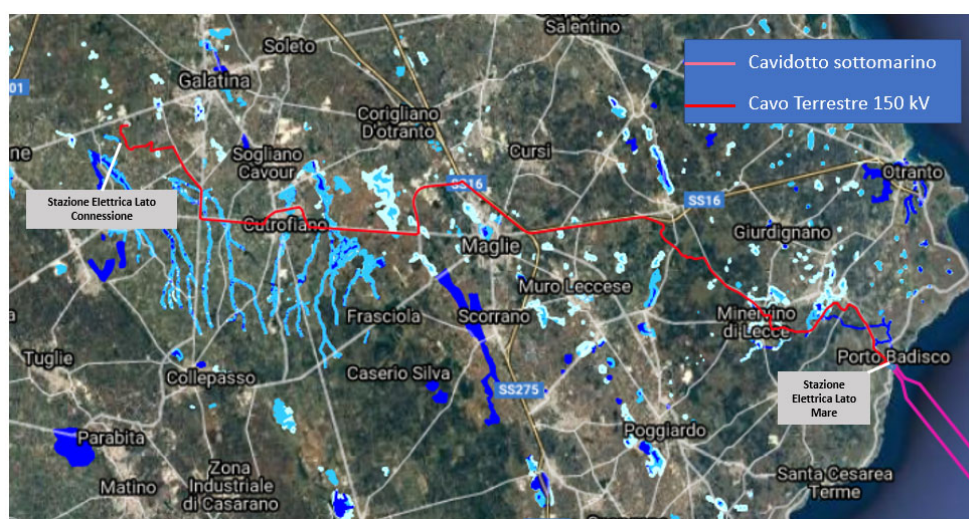 Salentino
Soleto
Cavidotto sottomarino
01
Galatina
Cavo Terrestre 150 kV
Corigliano
D'otranto
ne
Cursi
Sogliano
Cavour
Otranto
SS16
SS16
Stazione Elettrica Lato
Connessione
Cutrofiano
Giurdignano
Maglie
Muro Leccese
Frasciola
Scorrano
Minervino
di Lecce
a
Tuglie
Porto Badisco
Collepasso
Caserio Silva
SS275
Stazione
Elettrica Lato
Mare
Parabita
Poggiardo
Matino
Zona
Industriale
di Casarano
Santa Cesarea
Terme